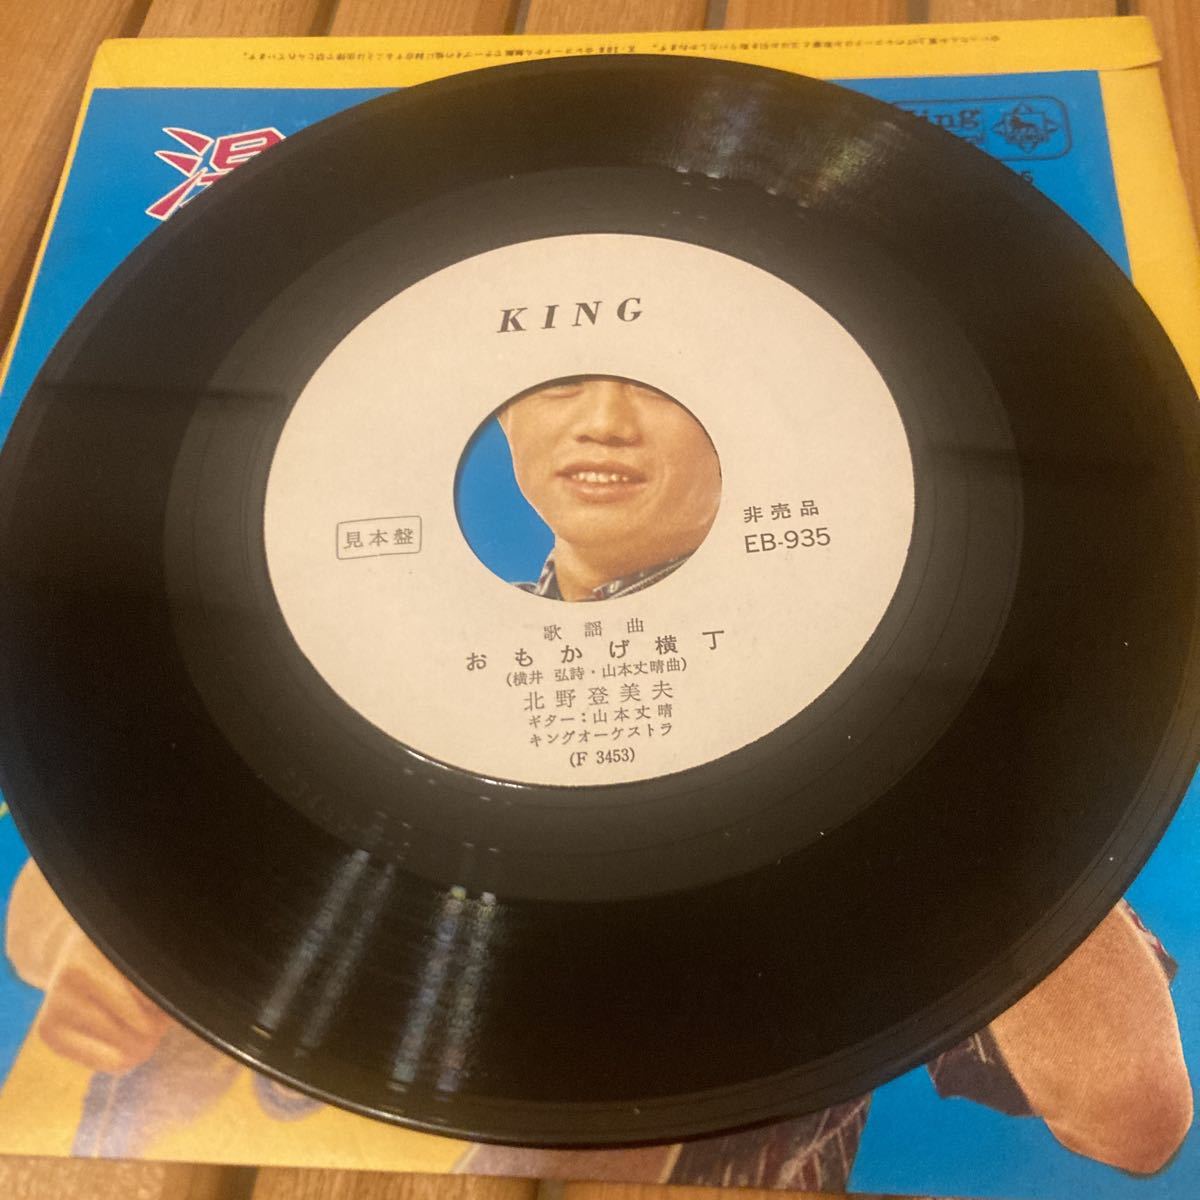 King
KING
見本盤
非売品
EB-935
歌謡曲
おもかげ横丁
(横井 弘詩・山本丈晴曲)
北野登美夫
ギター：山本丈晴
キングオーケストラ
(F 3453)